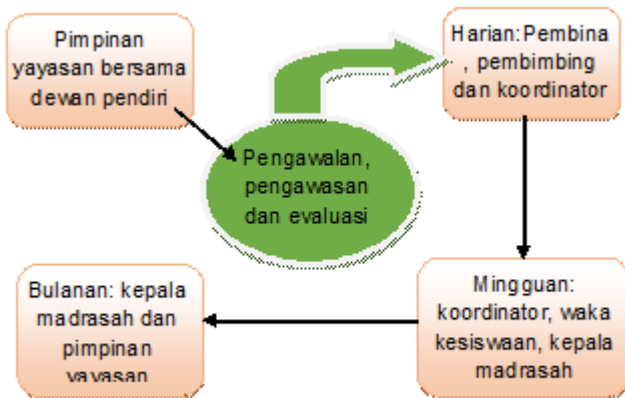 Pimpinan
yayasan bersama
dewan pendiri
Pengawalan,
pengawasan
dan evaluasi
Harian: Pembina
, pembimbing
dan koordinator
Mingguan:
koordinator, waka
kesiswaan, kepala
madrasah
Bulanan: kepala
madrasah dan
pimpinan
yayasan